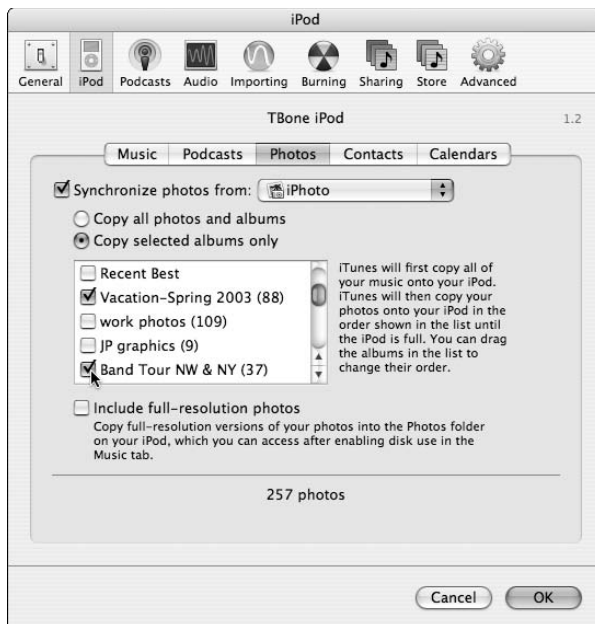 iPod
General iPod Podcasts Audio Importing Burning Sharing Store Advanced
TBone iPod 1.2
Music Podcasts Photos Contacts Calendars
Synchronize photos from: iPhoto
Copy all photos and albums
Copy selected albums only
Recent Best
Vacation-Spring 2003 (88)
work photos (109)
JP graphics (9)
Band Tour NW & NY (37)
iTunes will first copy all of
your music onto your iPod.
iTunes will then copy your
photos onto your iPod in the
order shown in the list until
the iPod is full. You can drag
the albums in the list to
change their order.
Include full-resolution photos
Copy full-resolution versions of your photos into the Photos folder
on your iPod, which you can access after enabling disk use in the
Music tab.
257 photos
Cancel OK